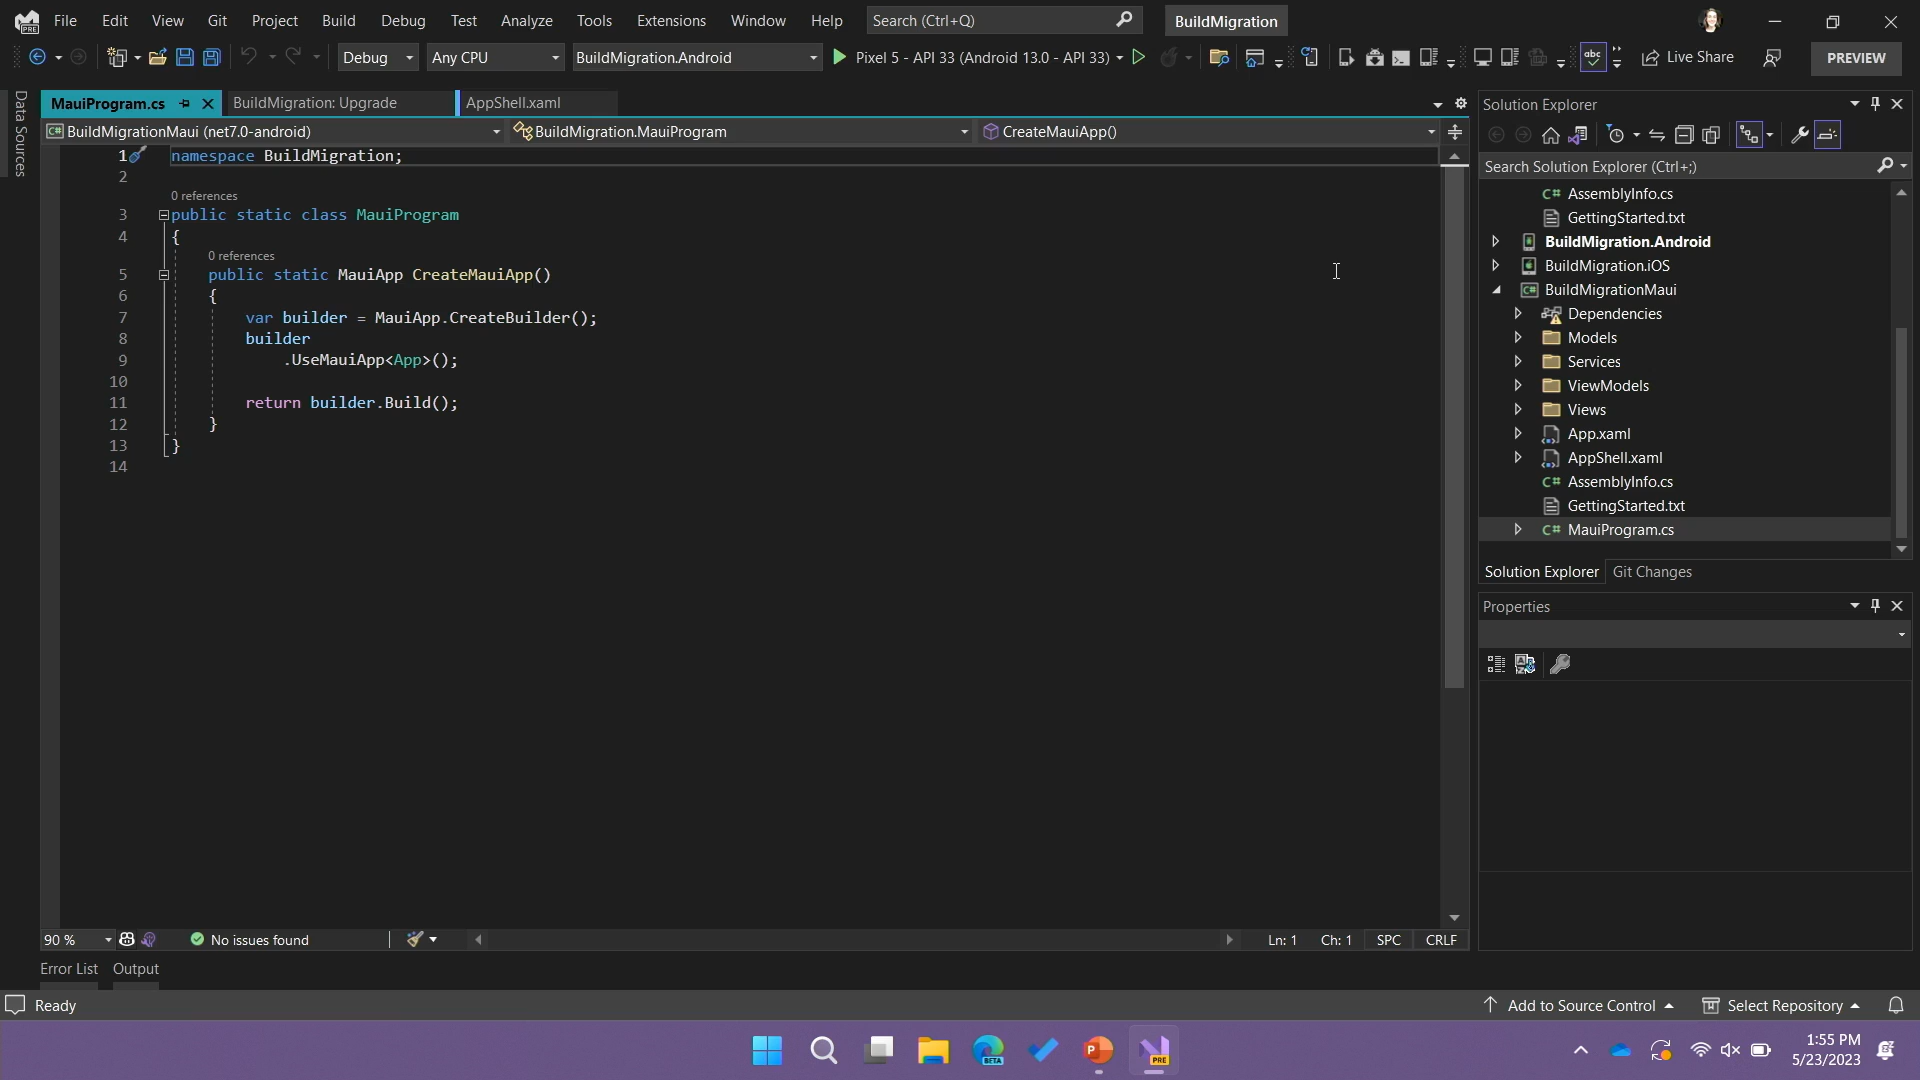 File Edit View Git Project Build Debug Test Analyze Tools Extensions Window Help Search (Ctrl+Q) BuildMigration
Debug Any CPU BuildMigration.Android Pixel 5 - API 33 (Android 13.0 - API 33) abc Live Share PREVIEW
Data Sources
MauiProgram.cs BuildMigration: Upgrade AppShell.xaml
C# BuildMigrationMaui (net7.0-android) BuildMigration.MauiProgram CreateMauiApp()
1 namespace BuildMigration;
2
0 references
3 public static class MauiProgram
4 {
0 references
5 public static MauiApp CreateMauiApp()
6 {
7 var builder = MauiApp.CreateBuilder();
8 builder
9 .UseMauiApp<App>();
10
11 return builder.Build();
12 }
13 }
14
90 % No issues found Ln: 1 Ch: 1 SPC CRLF
Error List Output
Solution Explorer
Search Solution Explorer (Ctrl+;)
C# AssemblyInfo.cs
GettingStarted.txt
BuildMigration.Android
BuildMigration.iOS
C# BuildMigrationMaui
Dependencies
Models
Services
ViewModels
Views
App.xaml
AppShell.xaml
C# AssemblyInfo.cs
GettingStarted.txt
C# MauiProgram.cs
Solution Explorer Git Changes
Properties
Ready Add to Source Control Select Repository
BETA P PRE 1:55 PM
5/23/2023